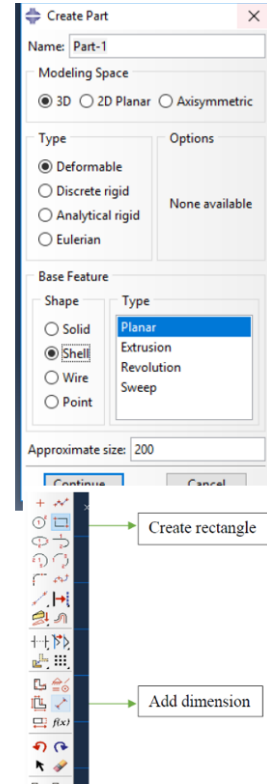 Create Part
Name: Part-1
Modeling Space
3D 2D Planar Axisymmetric
Type
Deformable
Discrete rigid
Analytical rigid
Eulerian
Options
None available
Base Feature
Shape
Solid
Shell
Wire
Point
Type
Planar
Extrusion
Revolution
Sweep
Approximate size: 200
Continue... Cancel
Create rectangle
Add dimension
f(x)